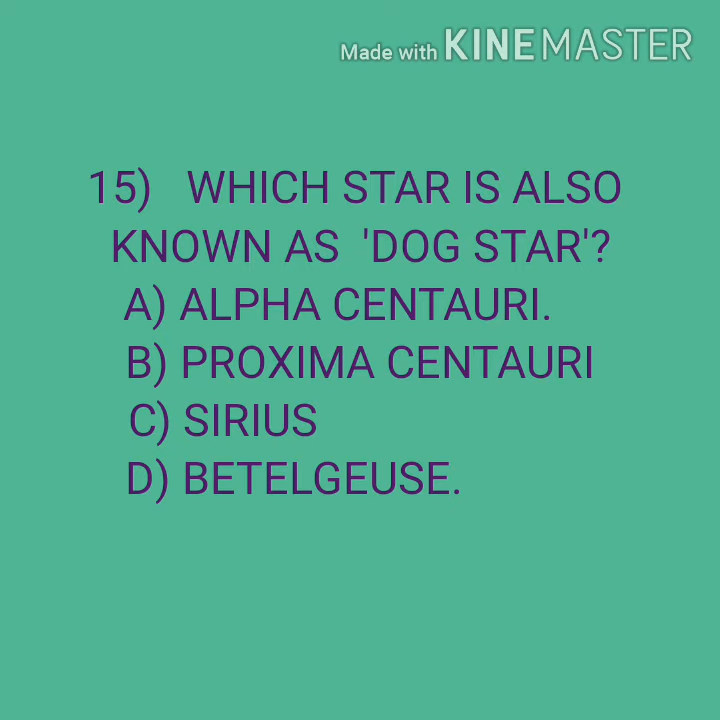 Made with KINEMASTER
15) WHICH STAR IS ALSO
KNOWN AS 'DOG STAR'?
A) ALPHA CENTAURI.
B) PROXIMA CENTAURI
C) SIRIUS
D) BETELGEUSE.